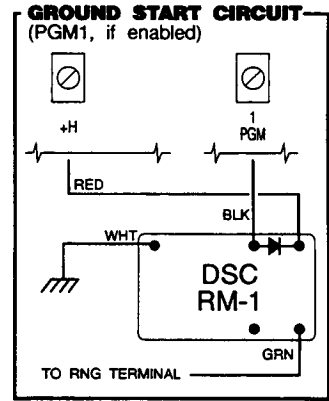 GROUND START CIRCUIT
(PGM1, if enabled)
+H
1
PGM
RED
BLK
WHT
DSC
RM-1
GRN
TO RNG TERMINAL